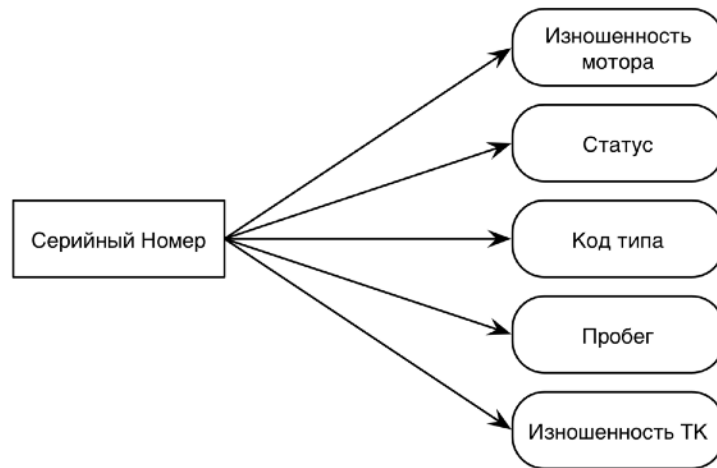 Изношенность
мотора
Статус
Серийный Номер
Код типа
Пробег
Изношенность ТК